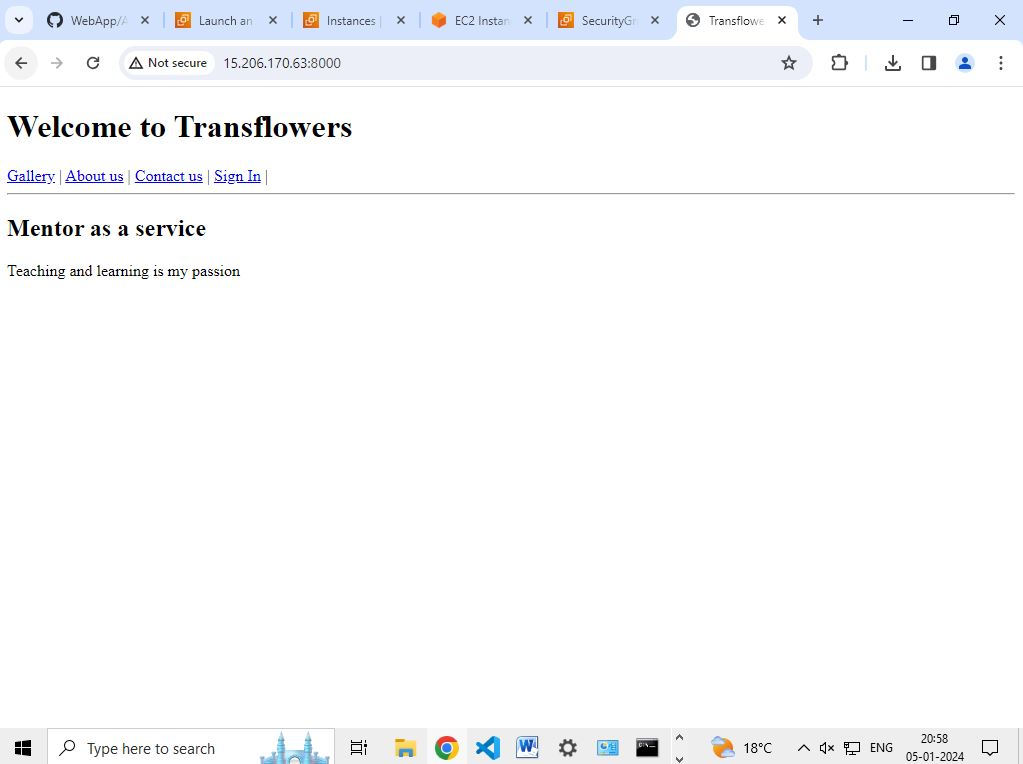 WebApp/A
Launch an
Instances |
EC2 Instan
SecurityGr
Transflowe
Not secure
15.206.170.63:8000
Welcome to Transflowers
Gallery | About us | Contact us | Sign In |
Mentor as a service
Teaching and learning is my passion
Type here to search
18°C
ENG
20:58
05-01-2024